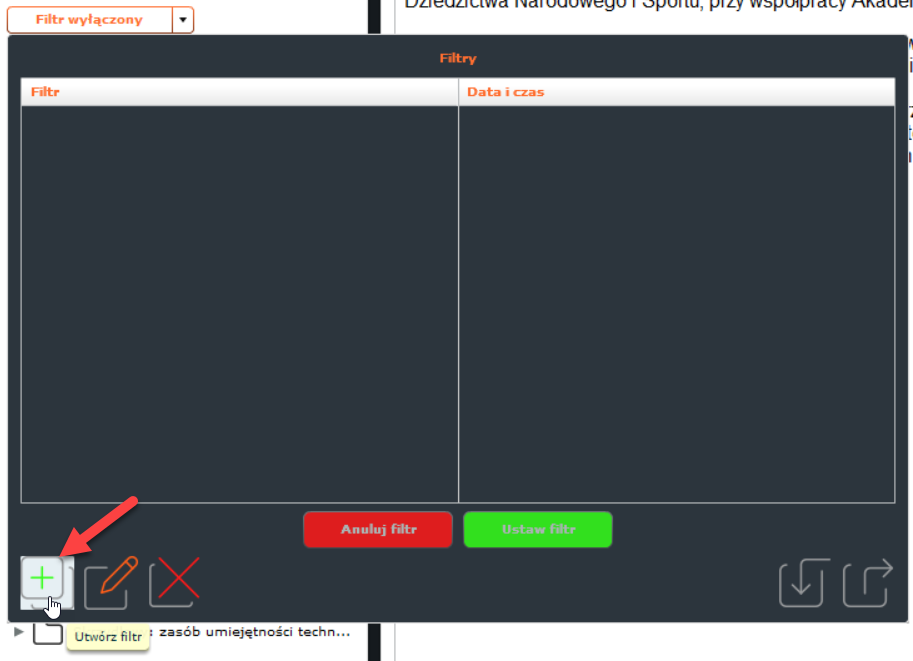 Dziedzictwa Narodowego i Sportu, przy współpracy
Filtr wyłączony
Filtry
Filtr
Data i czas
Anuluj filtr
Ustaw filtr
: zasób umiejętności techn...
Utwórz filtr